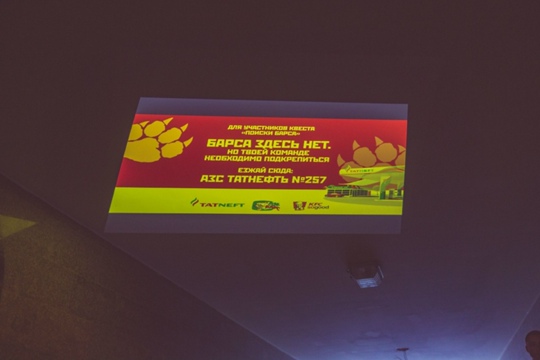 ДЛЯ УЧАСТНИКОВ КВЕСТА
«ПОИСКИ БАРСА»
БАРСА ЗДЕСЬ НЕТ.
НО ТВОЕЙ КОМАНДЕ
НЕОБХОДИМО ПОДКРЕПИТЬСЯ
ЕЗЖАЙ СЮДА:
АЗС ТАТНЕФТЬ №257
TATNEFT
KFC